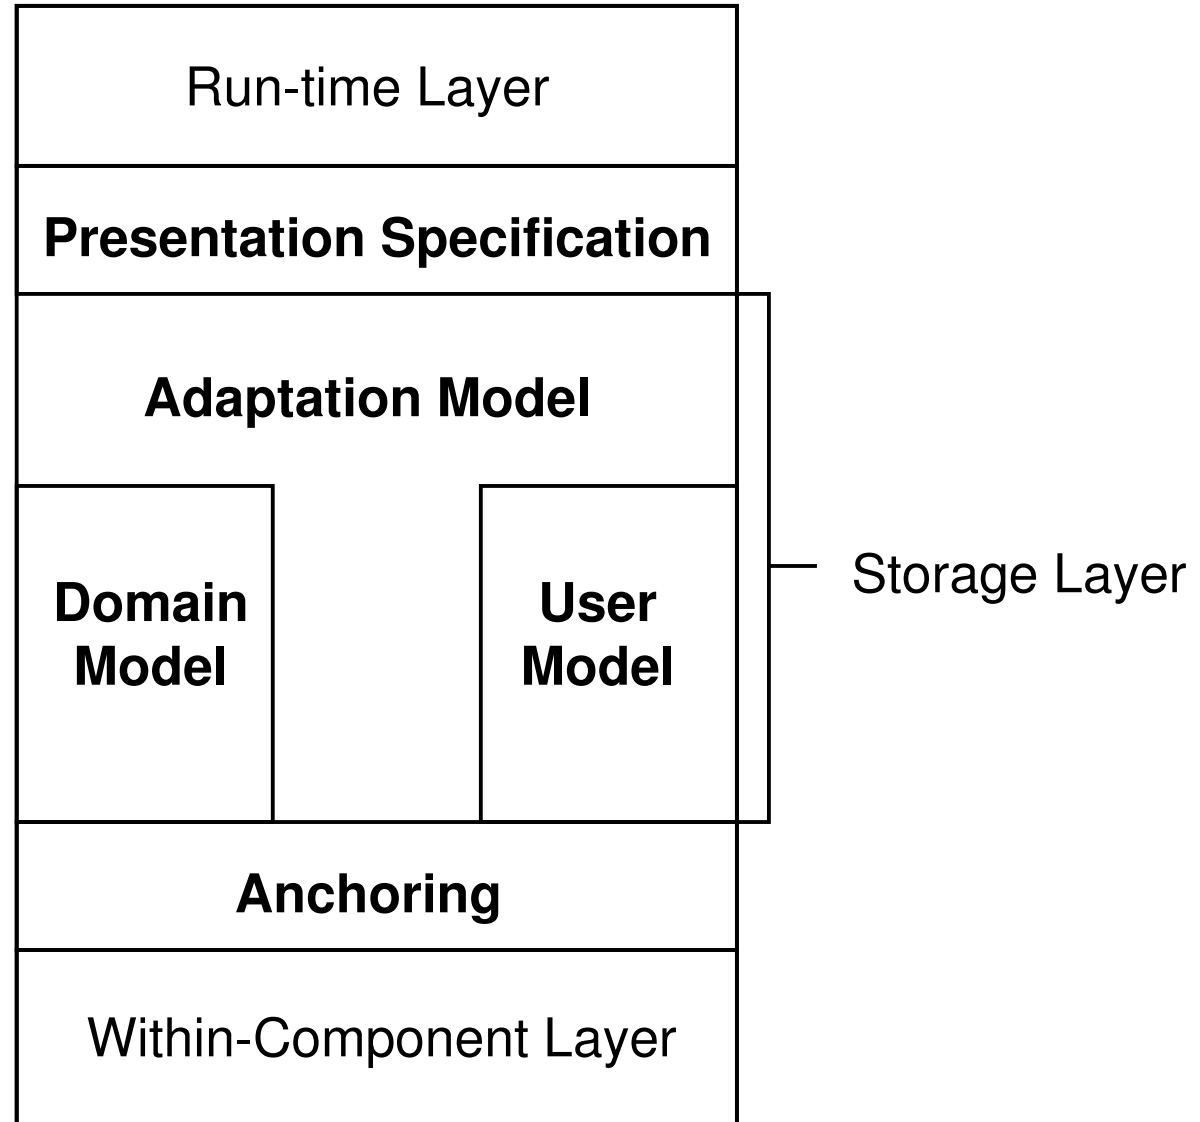 Run-time Layer
Presentation Specification
Adaptation Model
Domain
Model
User
Model
Storage Layer
Anchoring
Within-Component Layer